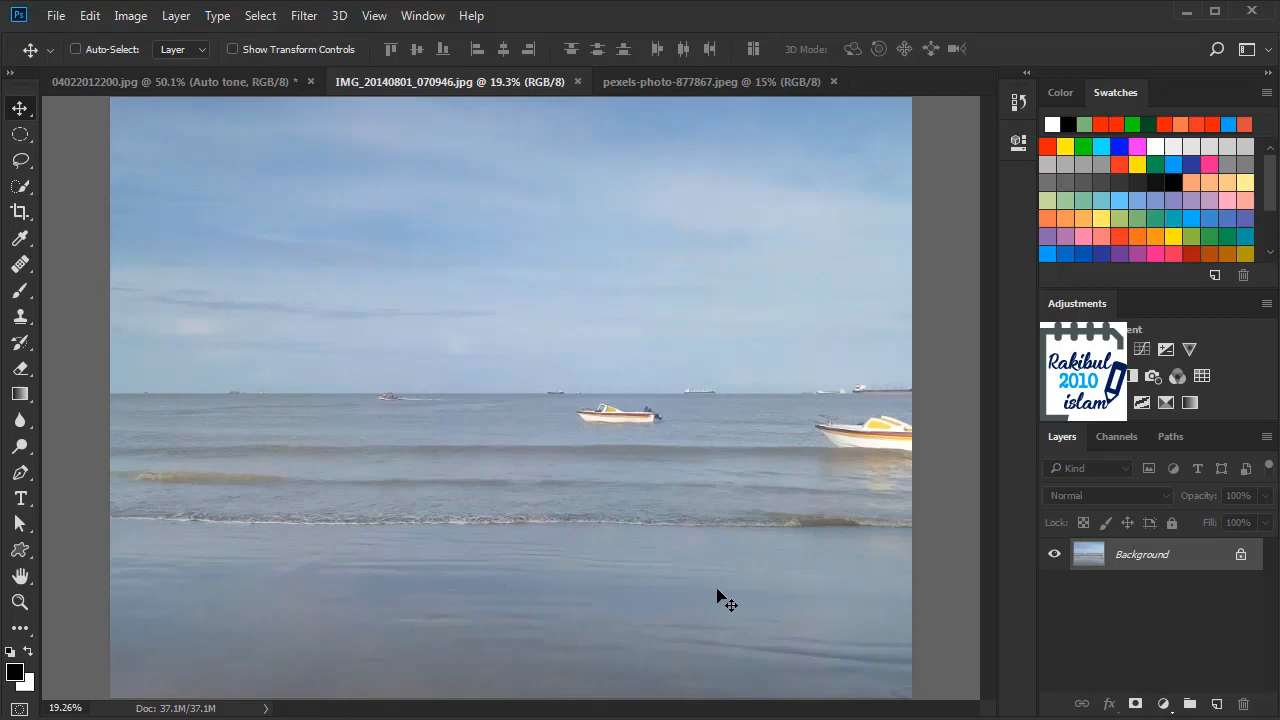 Ps File Edit Image Layer Type Select Filter 3D View Window Help
Auto-Select: Layer Show Transform Controls 3D Mode:
04022012200.jpg @ 50.1% (Auto tone, RGB/8) * IMG_20140801_070946.jpg @ 19.3% (RGB/8) pexels-photo-877867.jpeg @ 15% (RGB/8)
Color Swatches
Adjustments
ent
Rakibul
2010
islam
Layers Channels Paths
Kind
Normal Opacity: 100%
Lock: Fill: 100%
Background
19.26% Doc: 37.1M/37.1M